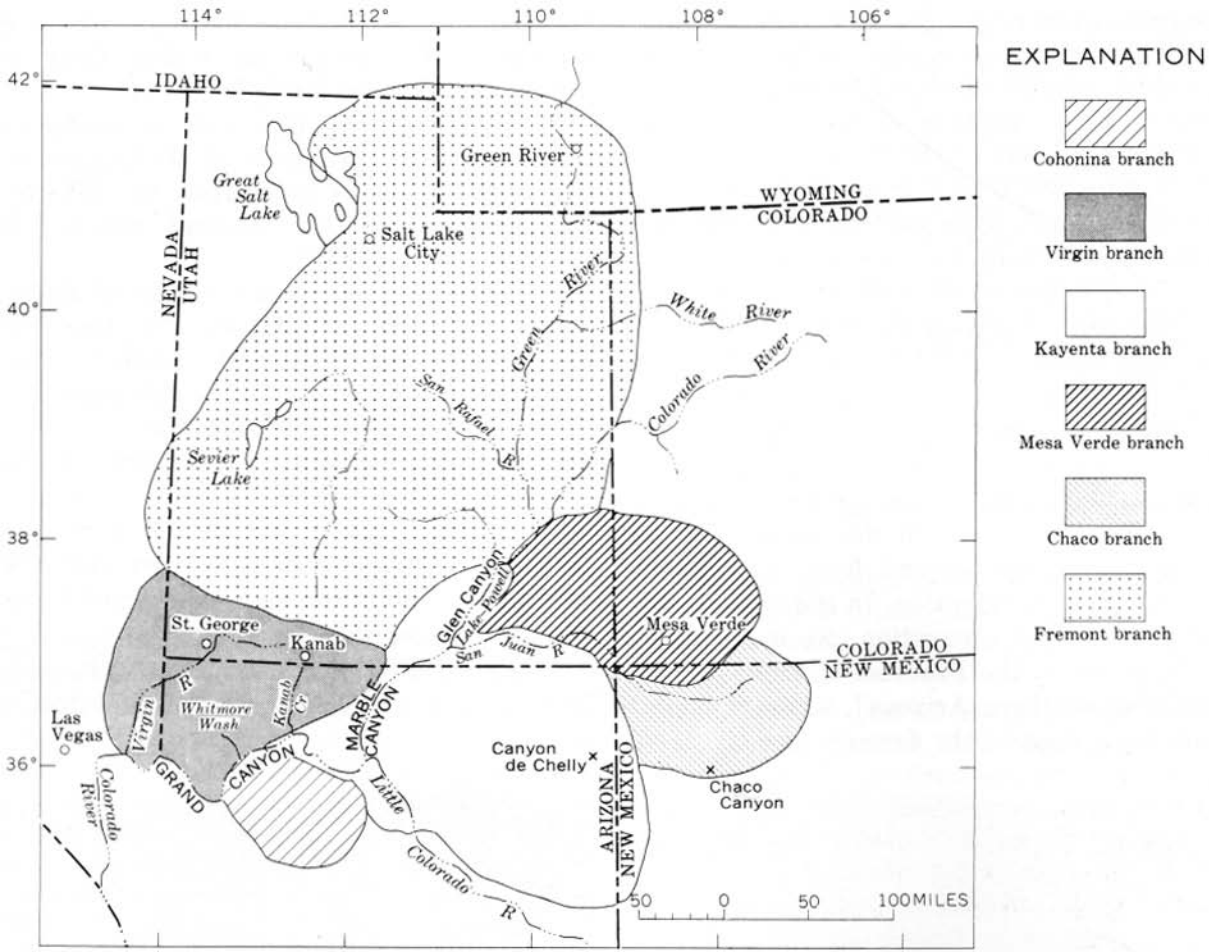 114°
112°
110°
108°
106°
42°
40°
38°
36°
IDAHO
Great
Salt
Lake
Green River
WYOMING
COLORADO
Salt Lake
City
NEVADA
UTAH
Green
River
White River
San
Rafael
R
Colorado
River
Sevier
Lake
Glen Canyon
Lake Powell
San Juan R
Mesa Verde
St. George
Kanab
COLORADO
NEW MEXICO
Virgin
R
Whitmore
Wash
Kanab
Cr
MARBLE
CANYON
Las
Vegas
Colorado
River
GRAND CANYON
Little
Colorado
R
Canyon
de Chelly
Chaco
Canyon
ARIZONA
NEW MEXICO
50 0 50 100 MILES
EXPLANATION
Cohonina branch
Virgin branch
Kayenta branch
Mesa Verde branch
Chaco branch
Fremont branch